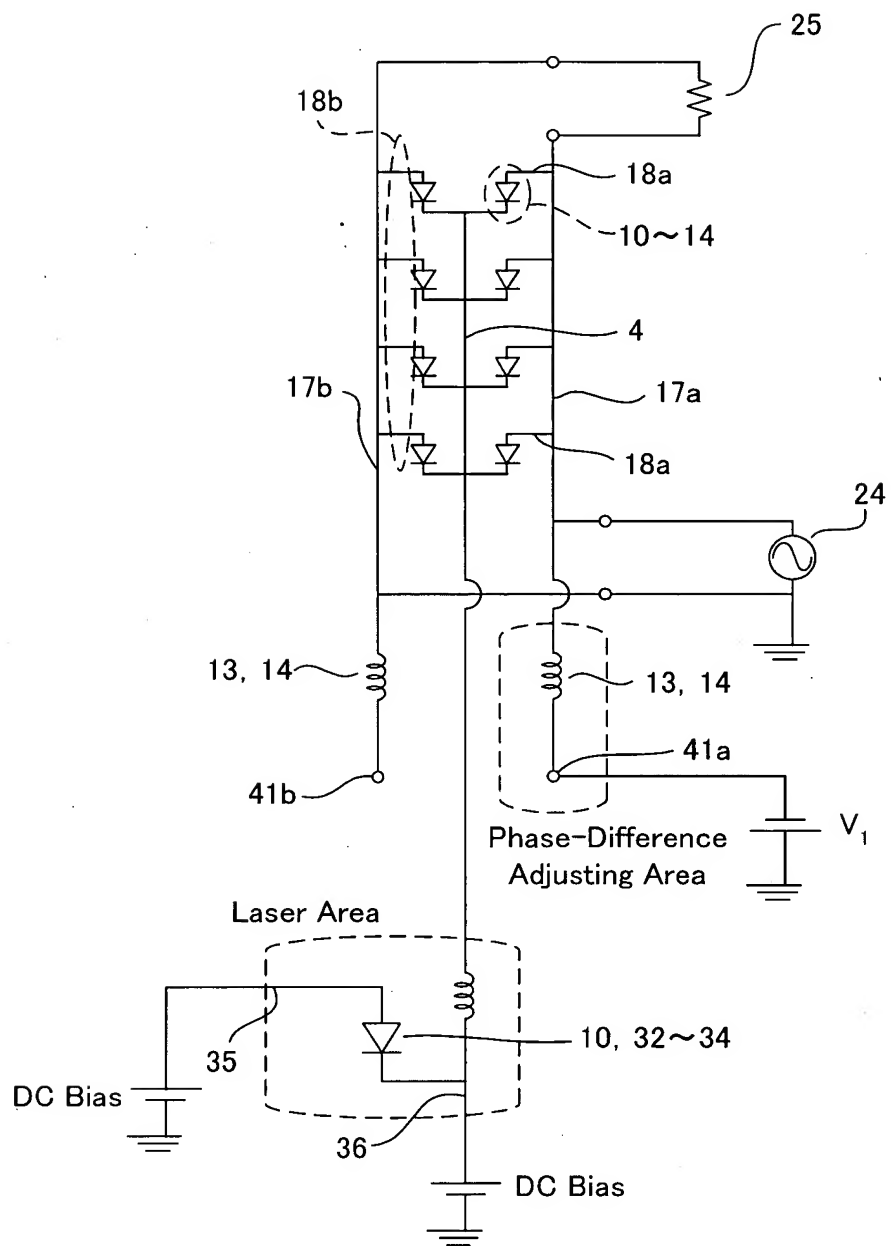 25
18b
18a
10~14
4
17b
17a
18a
24
13, 14
13, 14
41b
41a
Phase-Difference
Adjusting Area
V1
Laser Area
35
10, 32~34
DC Bias
36
DC Bias